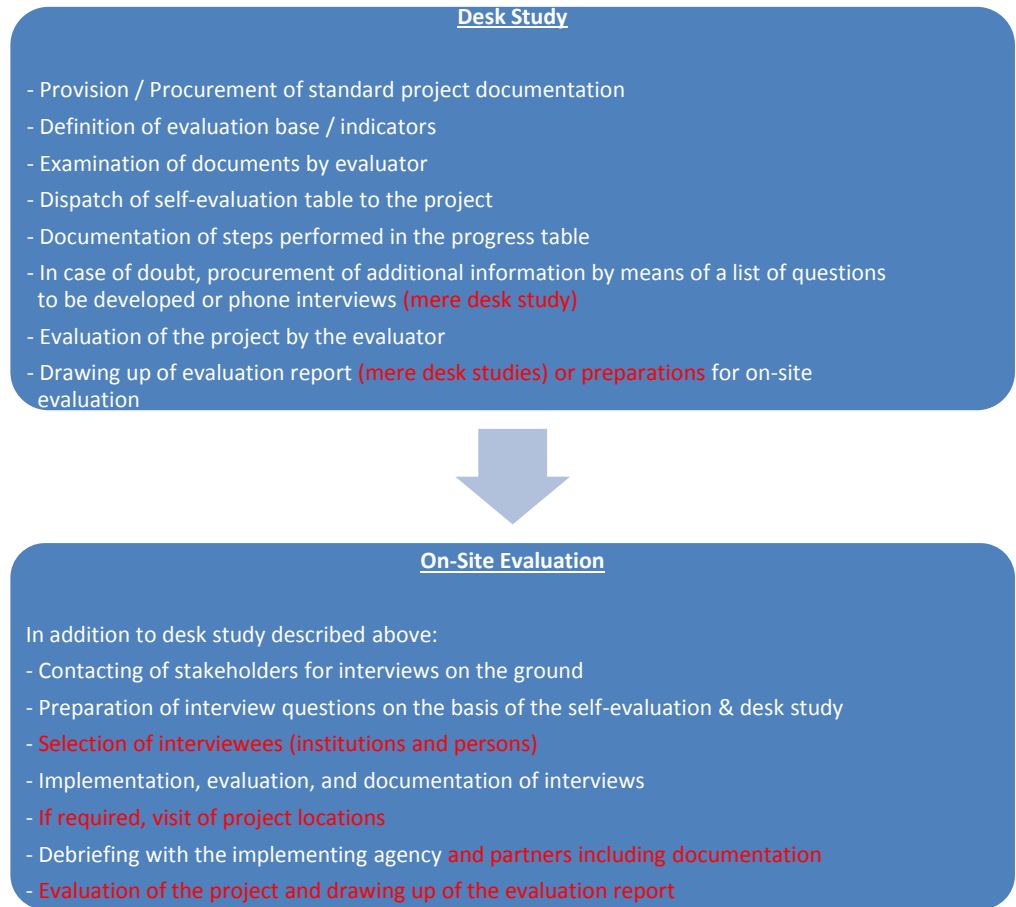 Desk Study
- Provision / Procurement of standard project documentation
- Definition of evaluation base / indicators
- Examination of documents by evaluator
- Dispatch of self-evaluation table to the project
- Documentation of steps performed in the progress table
- In case of doubt, procurement of additional information by means of a list of questions
to be developed or phone interviews (mere desk study)
- Evaluation of the project by the evaluator
- Drawing up of evaluation report (mere desk studies) or preparations for on-site
evaluation
On-Site Evaluation
In addition to desk study described above:
- Contacting of stakeholders for interviews on the ground
- Preparation of interview questions on the basis of the self-evaluation & desk study
- Selection of interviewees (institutions and persons)
- Implementation, evaluation, and documentation of interviews
- If required, visit of project locations
- Debriefing with the implementing agency and partners including documentation
- Evaluation of the project and drawing up of the evaluation report